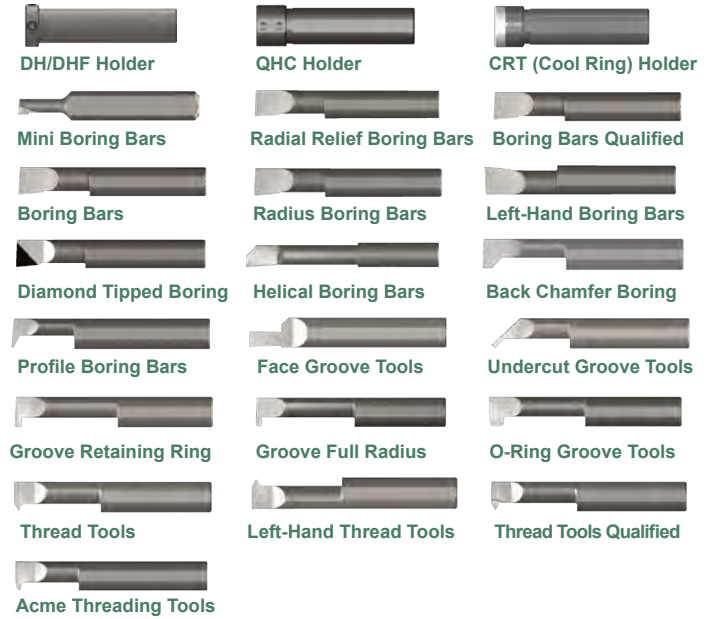 DH/DHF Holder
QHC Holder
CRT (Cool Ring) Holder
Mini Boring Bars
Radial Relief Boring Bars
Boring Bars Qualified
Boring Bars
Radius Boring Bars
Left-Hand Boring Bars
Diamond Tipped Boring
Helical Boring Bars
Back Chamfer Boring
Profile Boring Bars
Face Groove Tools
Undercut Groove Tools
Groove Retaining Ring
Groove Full Radius
O-Ring Groove Tools
Thread Tools
Left-Hand Thread Tools
Thread Tools Qualified
Acme Threading Tools